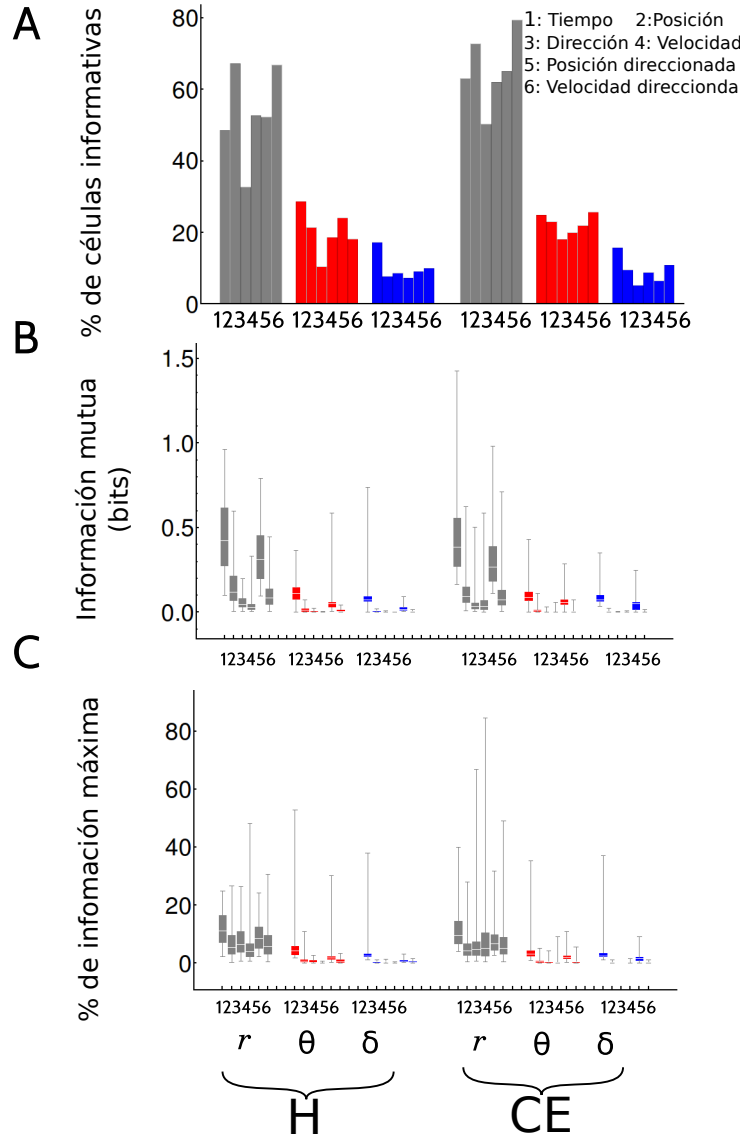 A
% de células informativas
80
60
40
20
0
1: Tiempo 2:Posición
3: Dirección 4: Velocidad
5: Posición direccionada
6: Velocidad direccionda
123456 123456 123456 123456 123456 123456
B
Información mutua
(bits)
1.5
1.0
0.5
0.0
123456 123456 123456 123456 123456 123456
C
% de infomación máxima
80
60
40
20
0
123456 123456 123456 123456 123456 123456
r θ δ r θ δ
H CE